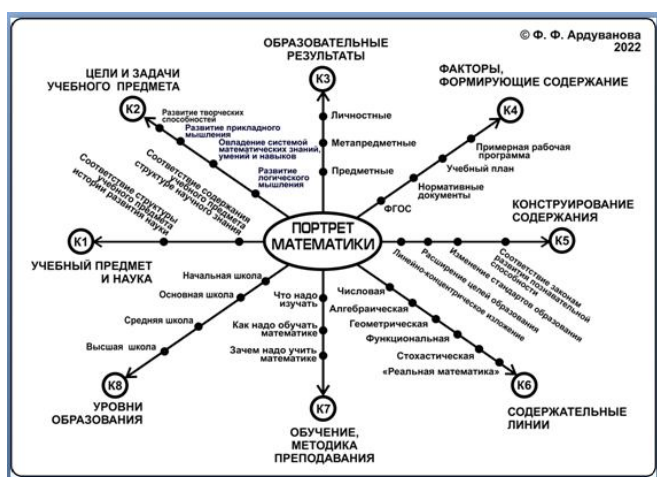 © Ф. Ф. Ардуванова
2022
ОБРАЗОВАТЕЛЬНЫЕ
РЕЗУЛЬТАТЫ
К3
Личностные
Метапредметные
Предметные
ЦЕЛИ И ЗАДАЧИ
УЧЕБНОГО ПРЕДМЕТА
К2
Развитие творческих
способностей
Развитие прикладного
мышления
Овладение системой
математических знаний,
умений и навыков
Развитие
логического
мышления
ФАКТОРЫ,
ФОРМИРУЮЩИЕ СОДЕРЖАНИЕ
К4
Примерная рабочая
программа
Учебный план
Нормативные
документы
ФГОС
Соответствие структуры
учебного предмета
истории развития науки
Соответствие содержания
учебного предмета
структуре научного знания
К1
УЧЕБНЫЙ ПРЕДМЕТ
И НАУКА
ПОРТРЕТ
МАТЕМАТИКИ
КОНСТРУИРОВАНИЕ
СОДЕРЖАНИЯ
К5
Линейно-концентрическое изложение
Расширение целей образования
Изменение стандартов образования
Соответствие законам
развития познавательной
способности
Начальная школа
Основная школа
Средняя школа
Высшая школа
К8
УРОВНИ
ОБРАЗОВАНИЯ
Что надо
изучать
Как надо обучать
математике
Зачем надо учить
математике
К7
ОБУЧЕНИЕ,
МЕТОДИКА
ПРЕПОДАВАНИЯ
Числовая
Алгебраическая
Геометрическая
Функциональная
Стохастическая
«Реальная математика»
К6
СОДЕРЖАТЕЛЬНЫЕ
ЛИНИИ